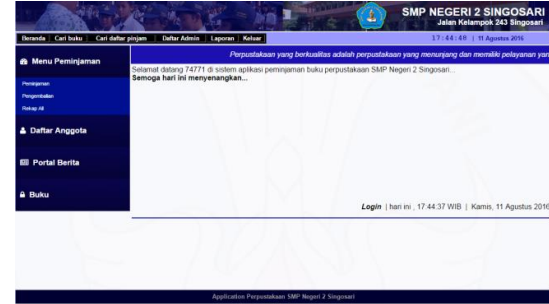 SMP NEGERI 2 SINGOSARI
Jalan Kelampok 243 Singosari
Beranda | Cari buku | Cari daftar pinjam | Daftar Admin | Laporan | Keluar
17:44:48 | 11 Agustus 2016
Menu Peminjaman
Perpustakaan yang berkualitas adalah perpustakaan yang menunjang dan memiliki pelayanan yan
Selamat datang 74771 di sistem aplikasi peminjaman buku perpustakaan SMP Negeri 2 Singosari...
Semoga hari ini menyenangkan...
Peminjaman
Pengembalian
Rekap All
Daftar Anggota
Portal Berita
Buku
Login | hari ini , 17:44:37 WIB | Kamis, 11 Agustus 2016
Application Perpustakaan SMP Negeri 2 Singosari